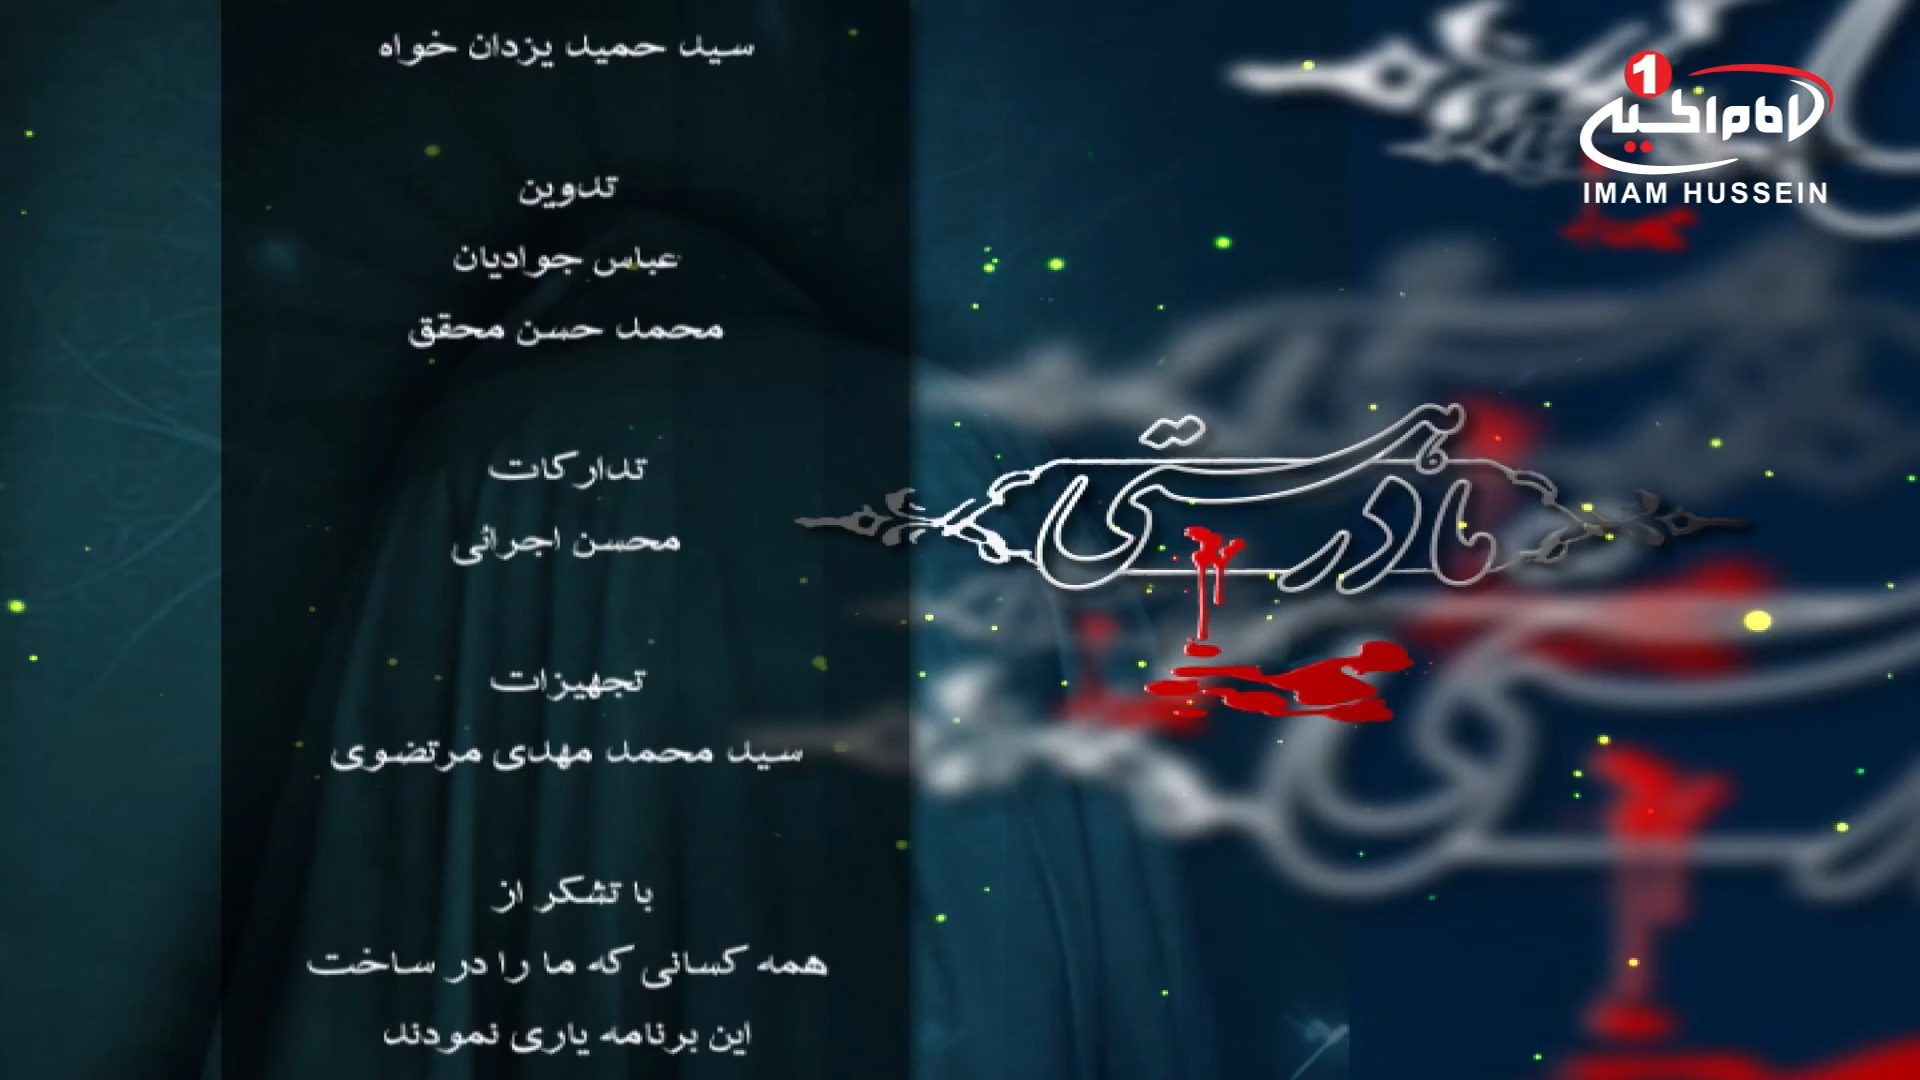 سید حمید یزدان خواه
تدوین
عباس جوادیان
محمد حسن محقق
تدارکات
محسن اجرائی
تجهیزات
سید محمد مهدی مرتضوی
با تشکر از
همه کسانی که ما را در ساخت
این برنامه یاری نمودند
مادر هستی
1
امام حسین
IMAM HUSSEIN